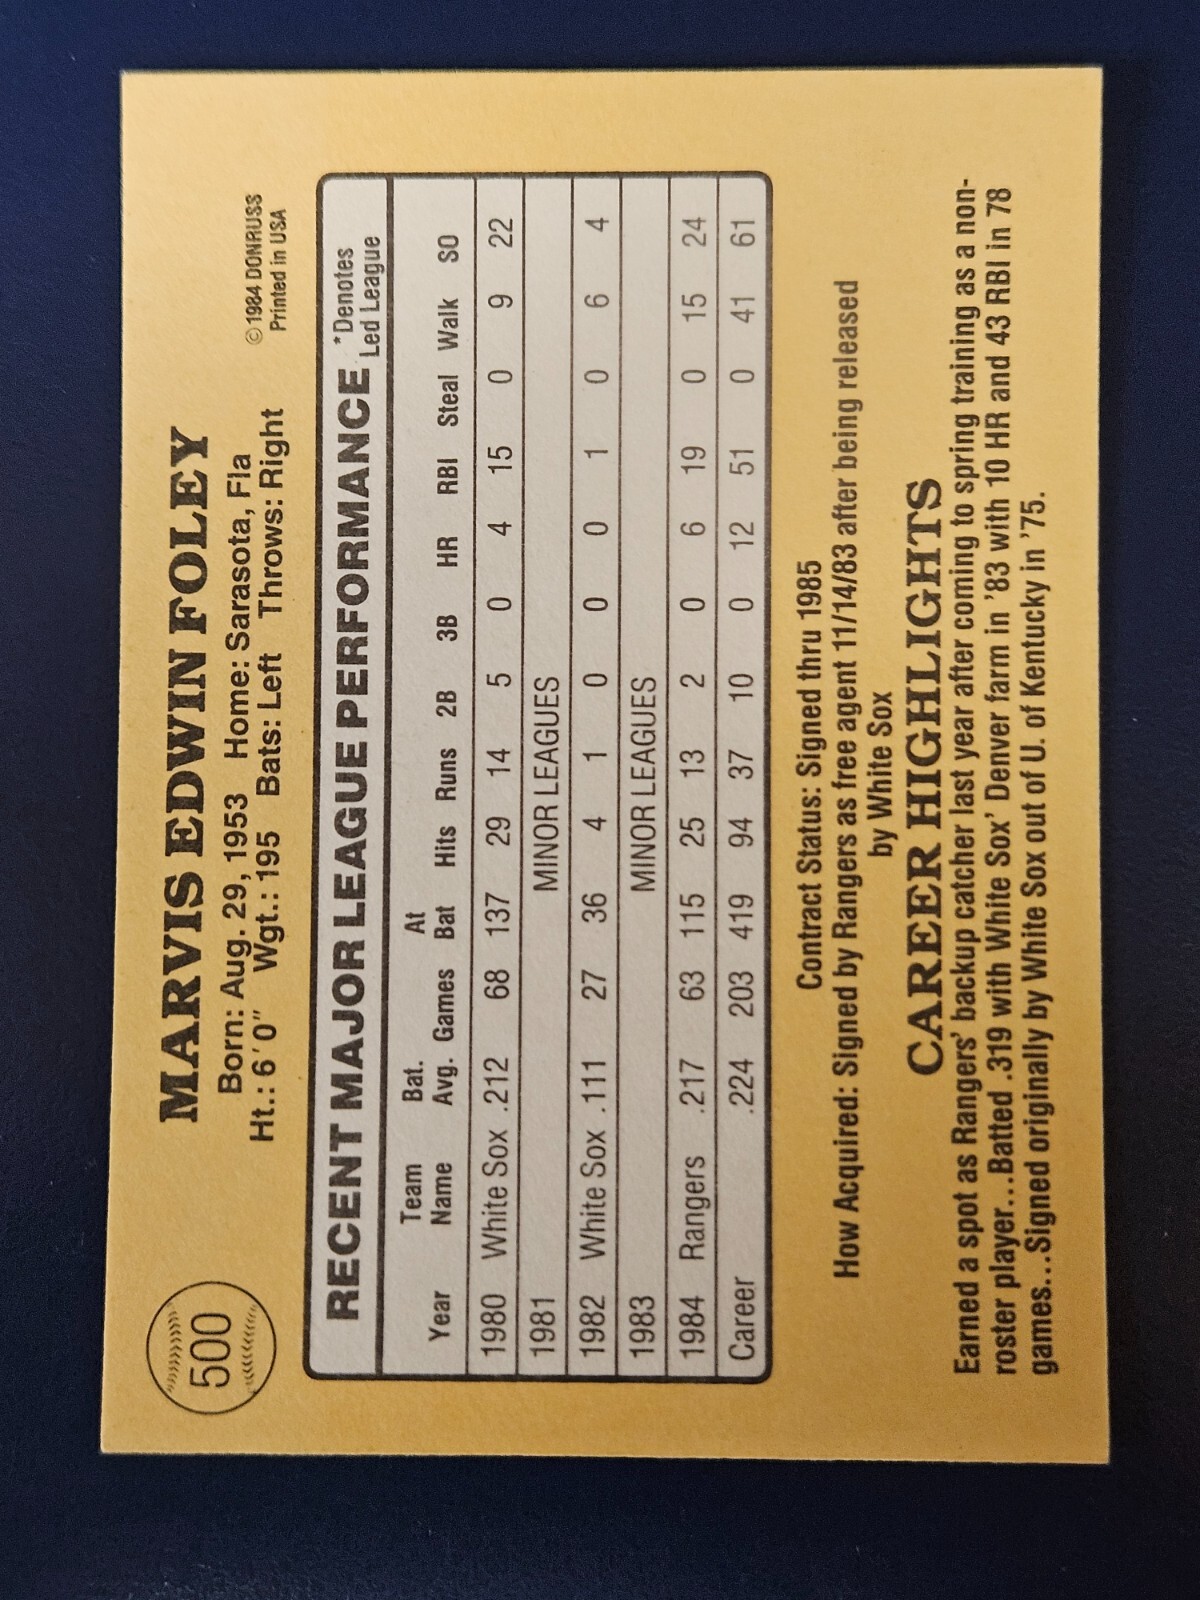 500
MARVIS EDWIN FOLEY
Born: Aug. 29, 1953 Home: Sarasota, Fla
Ht.: 6'0" Wgt.: 195 Bats: Left Throws: Right
©1984 DONRUSS
Printed in USA
RECENT MAJOR LEAGUE PERFORMANCE *Denotes Led League
Year Team Name Bat. Avg. Games At Bat Hits Runs 2B 3B HR RBI Steal Walk SO
1980 White Sox .212 68 137 29 14 5 0 4 15 0 9 22
1981 MINOR LEAGUES
1982 White Sox .111 27 36 4 1 0 0 0 1 0 6 4
1983 MINOR LEAGUES
1984 Rangers .217 63 115 25 13 2 0 6 19 0 15 24
Career .224 203 419 94 37 10 0 12 51 0 41 61
Contract Status: Signed thru 1985
How Acquired: Signed by Rangers as free agent 11/14/83 after being released
by White Sox
CAREER HIGHLIGHTS
Earned a spot as Rangers' backup catcher last year after coming to spring training as a non-
roster player...Batted .319 with White Sox' Denver farm in '83 with 10 HR and 43 RBI in 78
games...Signed originally by White Sox out of U. of Kentucky in '75.